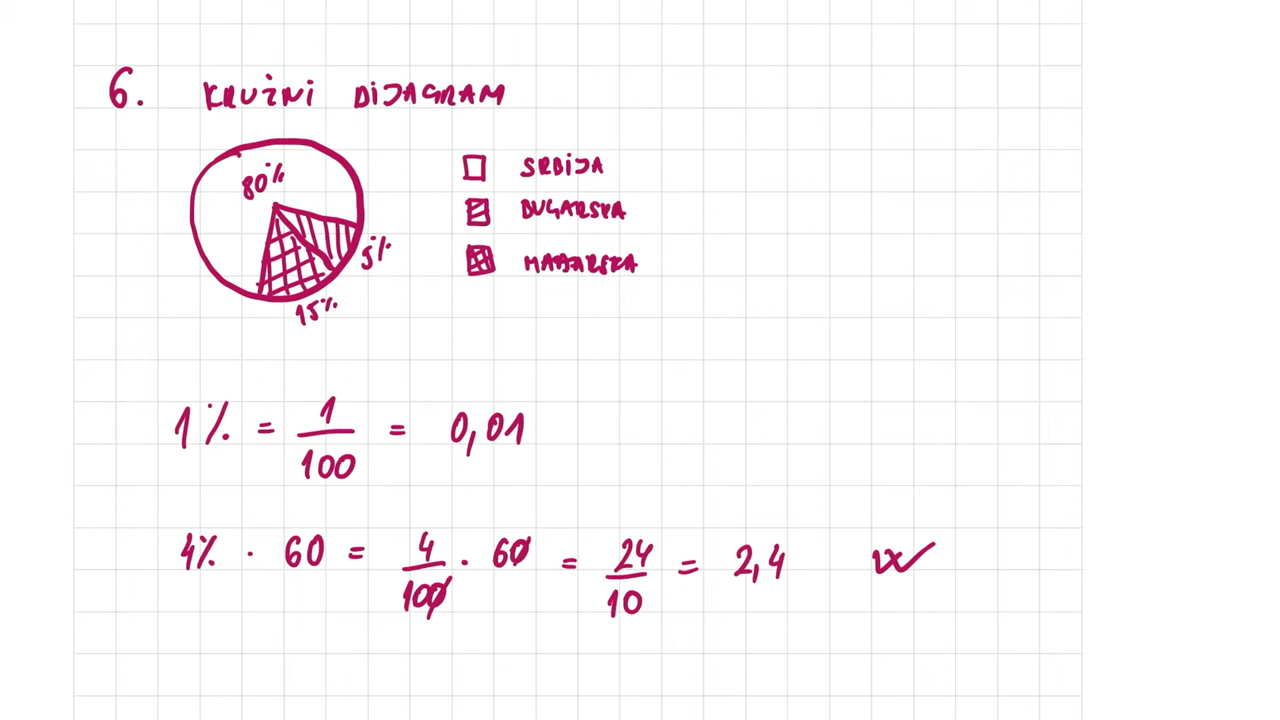 6. KRUŽNI DIJAGRAM
80%
5%
15%
SRBIJA
BUGARSKA
MAĐARSKA
1% = 1/100 = 0,01
4% · 60 = 4/100 · 60 = 24/10 = 2,4